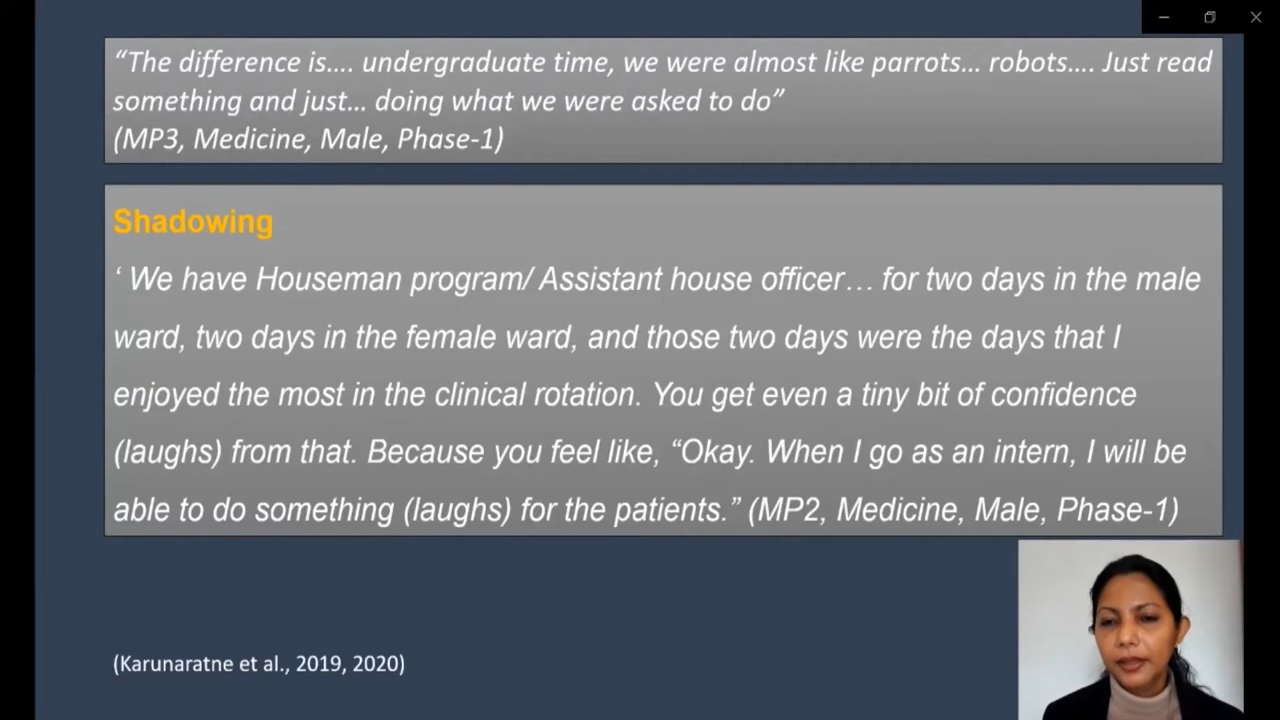 “The difference is.... undergraduate time, we were almost like parrots... robots.... Just read
something and just... doing what we were asked to do”
(MP3, Medicine, Male, Phase-1)
Shadowing
‘ We have Houseman program/ Assistant house officer… for two days in the male
ward, two days in the female ward, and those two days were the days that I
enjoyed the most in the clinical rotation. You get even a tiny bit of confidence
(laughs) from that. Because you feel like, “Okay. When I go as an intern, I will be
able to do something (laughs) for the patients.” (MP2, Medicine, Male, Phase-1)
(Karunaratne et al., 2019, 2020)